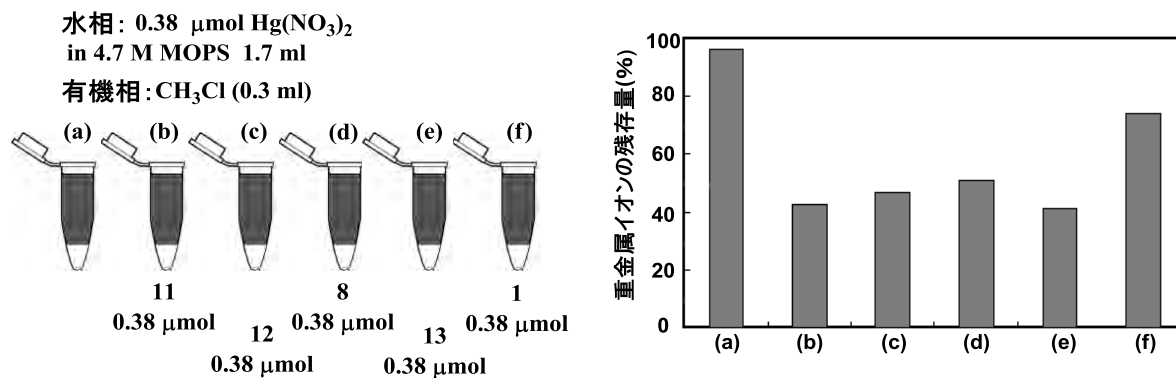 水相: 0.38 μmol Hg(NO3)2
in 4.7 M MOPS 1.7 ml
有機相:CH3Cl (0.3 ml)
(a) (b) (c) (d) (e) (f)
11
0.38 μmol
12
0.38 μmol
8
0.38 μmol
13
0.38 μmol
1
0.38 μmol
重金属イオンの残存量(%)
100
80
60
40
20
0
(a) (b) (c) (d) (e) (f)